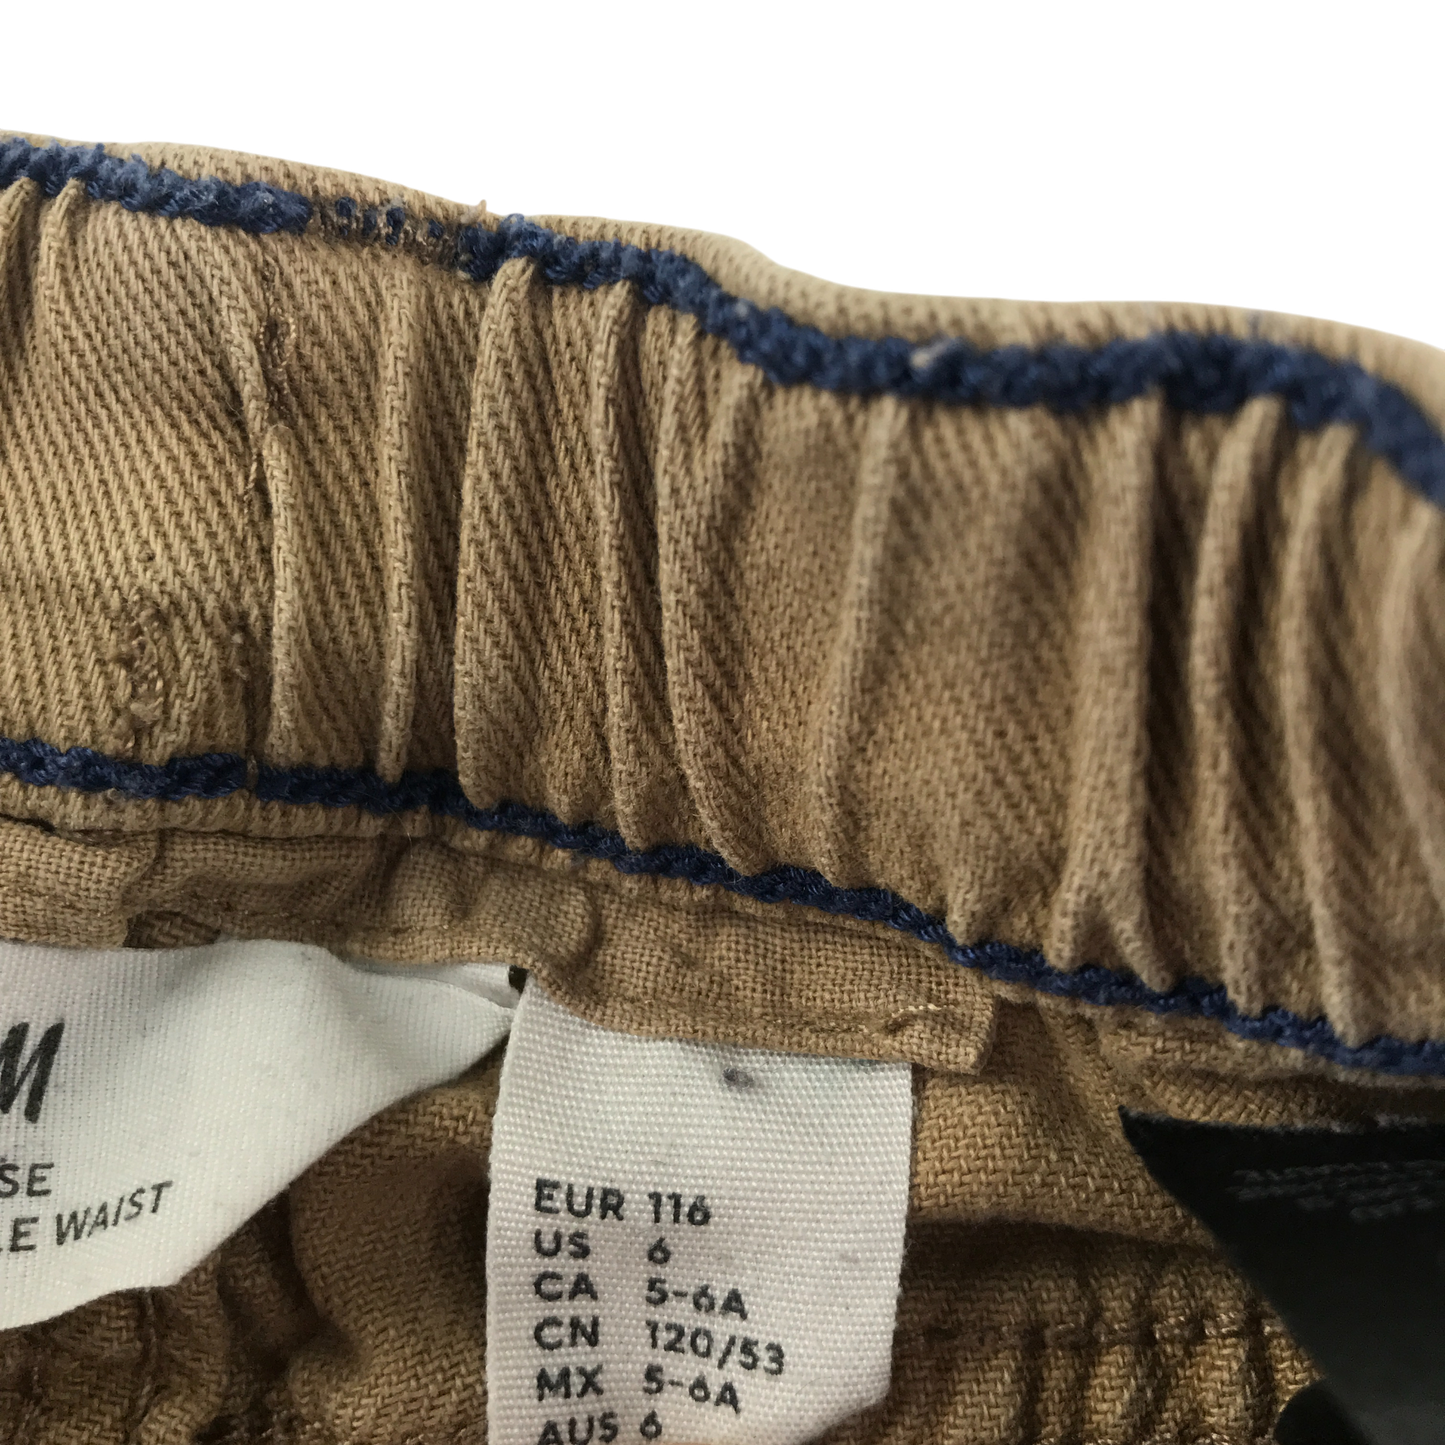 M
SE
LE WAIST
EUR 116
US 6
CA 5-6A
CN 120/53
MX 5-6A
AUS 6